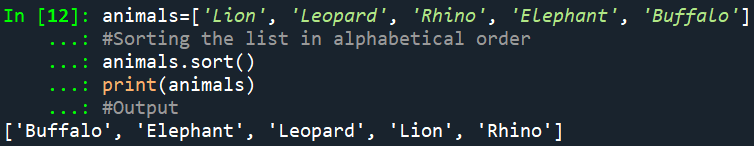 In [12]: animals=['Lion', 'Leopard', 'Rhino', 'Elephant', 'Buffalo']
...: #Sorting the list in alphabetical order
...: animals.sort()
...: print(animals)
...: #Output
['Buffalo', 'Elephant', 'Leopard', 'Lion', 'Rhino']